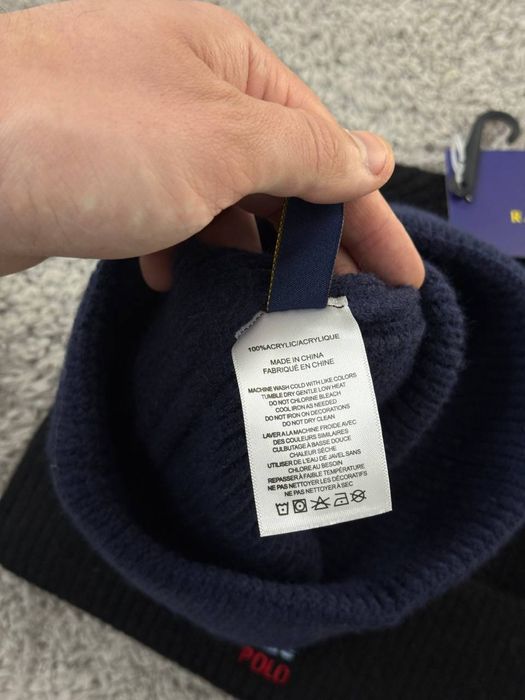 R
100%ACRYLIC/ACRYLIQUE
MADE IN CHINA
FABRIQUÉ EN CHINE
MACHINE WASH COLD WITH LIKE COLORS
TUMBLE DRY GENTLE LOW HEAT
DO NOT CHLORINE BLEACH
COOL IRON AS NEEDED
DO NOT IRON ON DECORATIONS
DO NOT DRY CLEAN
LAVER A LA MACHINE FROIDE AVEC
DES COULEURS SIMILAIRES
CULBUTAGE À BASSE DOUCE
CHALEUR SÈCHE
UTILISER DE L'EAU DE JAVEL SANS
CHLORE AU BESOIN
REPASSER À FAIBLE TEMPÉRATURE
NE PAS NETTOYER LES DÉCORATIFS
NE PAS NETTOYER À SEC
POLO